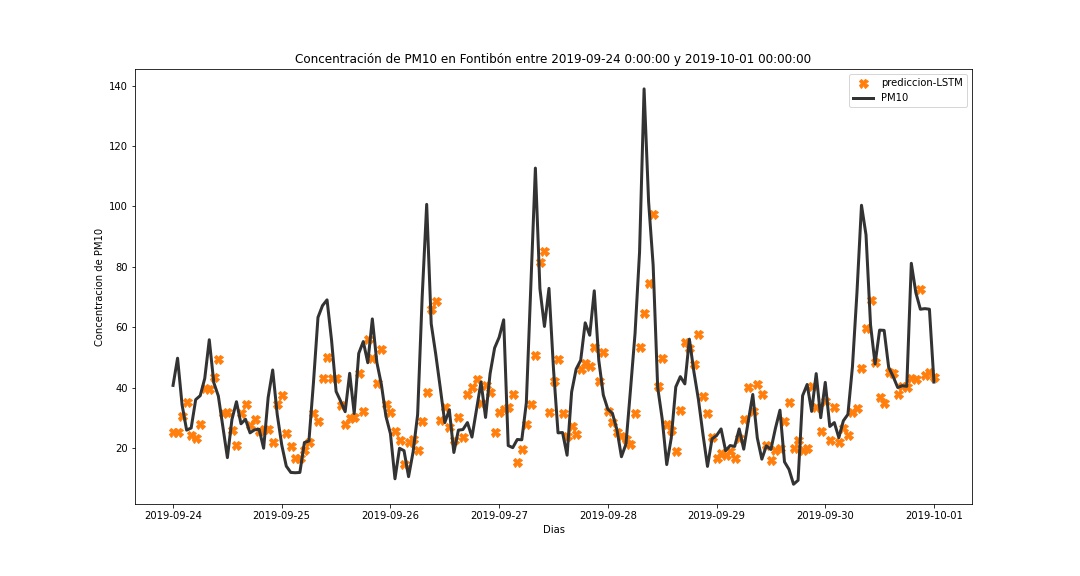 Concentración de PM10 en Fontibón entre 2019-09-24 0:00:00 y 2019-10-01 00:00:00
prediccion-LSTM
PM10
Concentracion de PM10
140
120
100
80
60
40
20
2019-09-24 2019-09-25 2019-09-26 2019-09-27 2019-09-28 2019-09-29 2019-09-30 2019-10-01
Dias